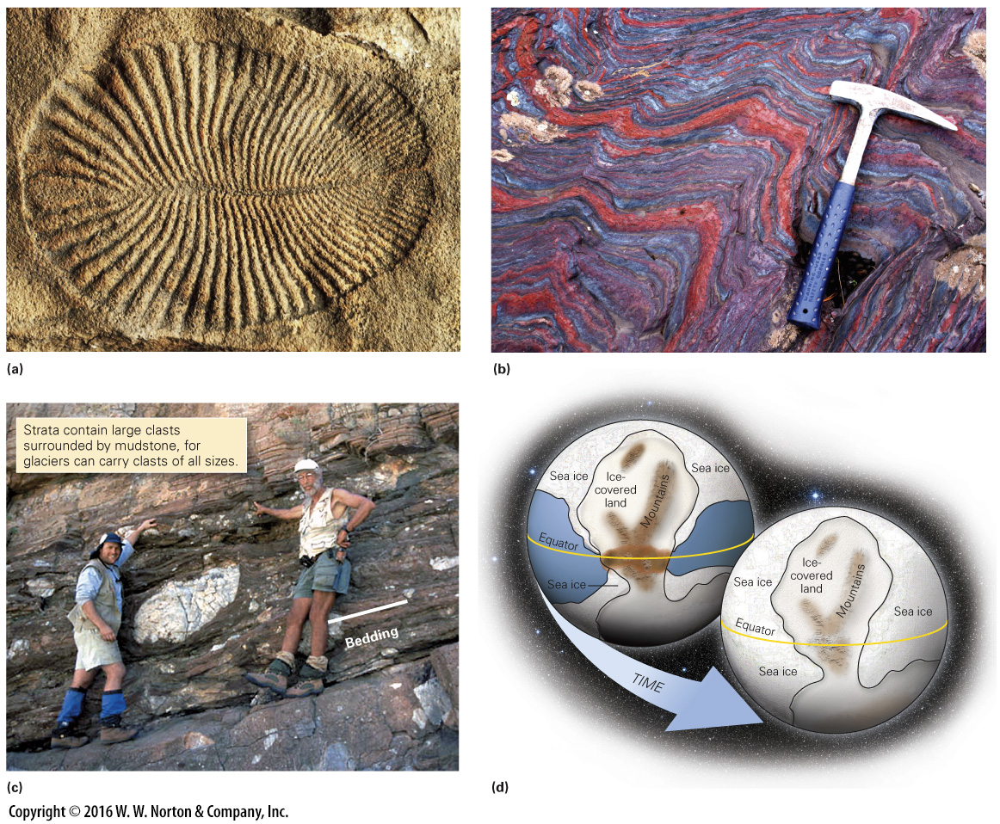 (a)
(b)
Strata contain large clasts
surrounded by mudstone, for
glaciers can carry clasts of all sizes.
Bedding
(c)
Sea ice
Ice-
covered
land
Mountains
Sea ice
Equator
Sea ice
Ice-
covered
land
Mountains
Sea ice
Sea ice
Equator
Sea ice
TIME
(d)
Copyright © 2016 W. W. Norton & Company, Inc.